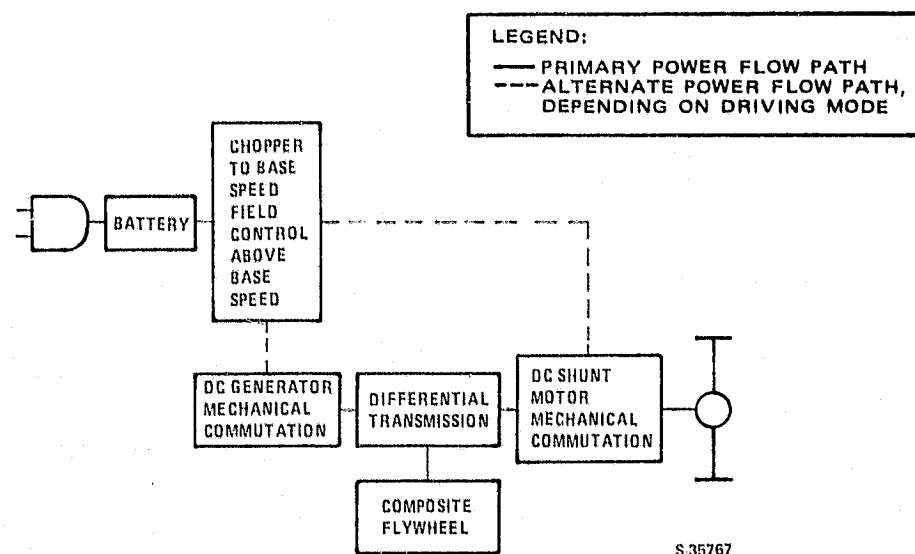 LEGEND:
PRIMARY POWER FLOW PATH
ALTERNATE POWER FLOW PATH,
DEPENDING ON DRIVING MODE
CHOPPER
TO BASE
SPEED
FIELD
CONTROL
ABOVE
BASE
SPEED
BATTERY
DC GENERATOR
MECHANICAL
COMMUTATION
DIFFERENTIAL
TRANSMISSION
DC SHUNT
MOTOR
MECHANICAL
COMMUTATION
COMPOSITE
FLYWHEEL
S.35767